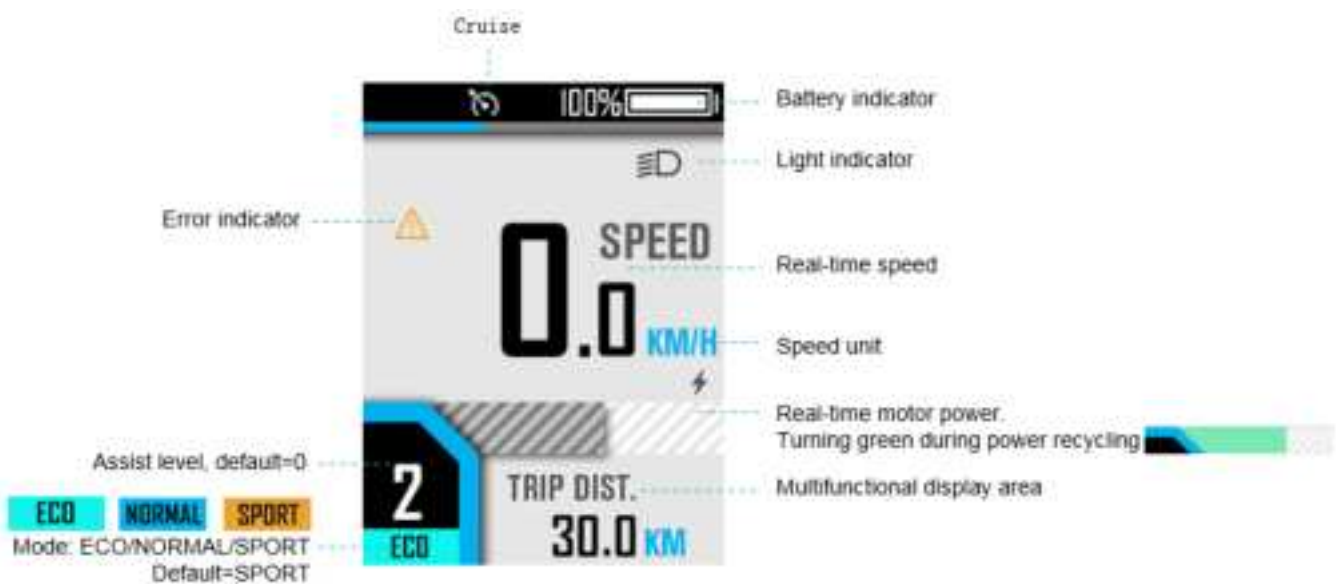 Cruise
100%
Battery indicator
Light indicator
Error indicator
SPEED
Real-time speed
0.0
KM/H
Speed unit
Real-time motor power.
Turning green during power recycling
Assist level, default=0
2
TRIP DIST.
Multifunctional display area
ECO NORMAL SPORT
ECO
30.0 KM
Mode: ECO/NORMAL/SPORT
Default=SPORT